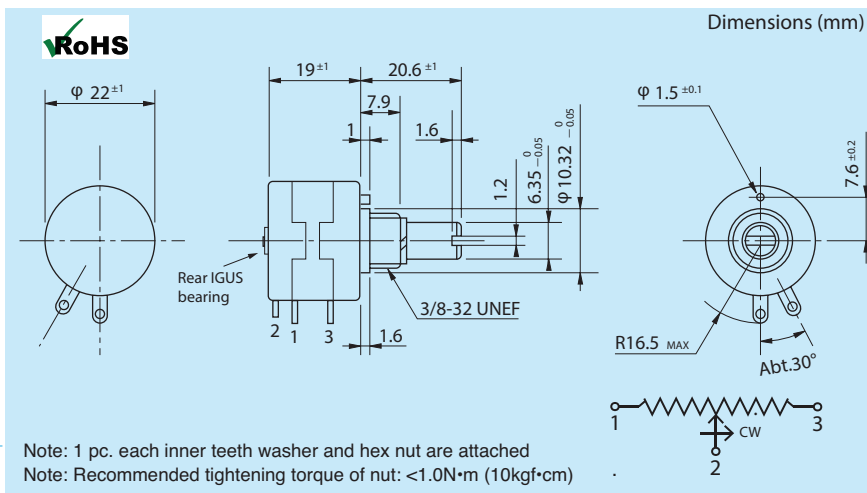 RoHS
Dimensions (mm)
φ 22±1
19±1
20.6 ±1
7.9
1
1.6
1.2
6.35 0 -0.05
φ10.32 0 -0.05
φ 1.5 ±0.1
7.6 ±0.2
Rear IGUS
bearing
2 1 3
1.6
3/8-32 UNEF
R16.5 MAX
Abt.30°
1
3
CW
2
Note: 1 pc. each inner teeth washer and hex nut are attached
Note: Recommended tightening torque of nut: <1.0N•m (10kgf•cm)